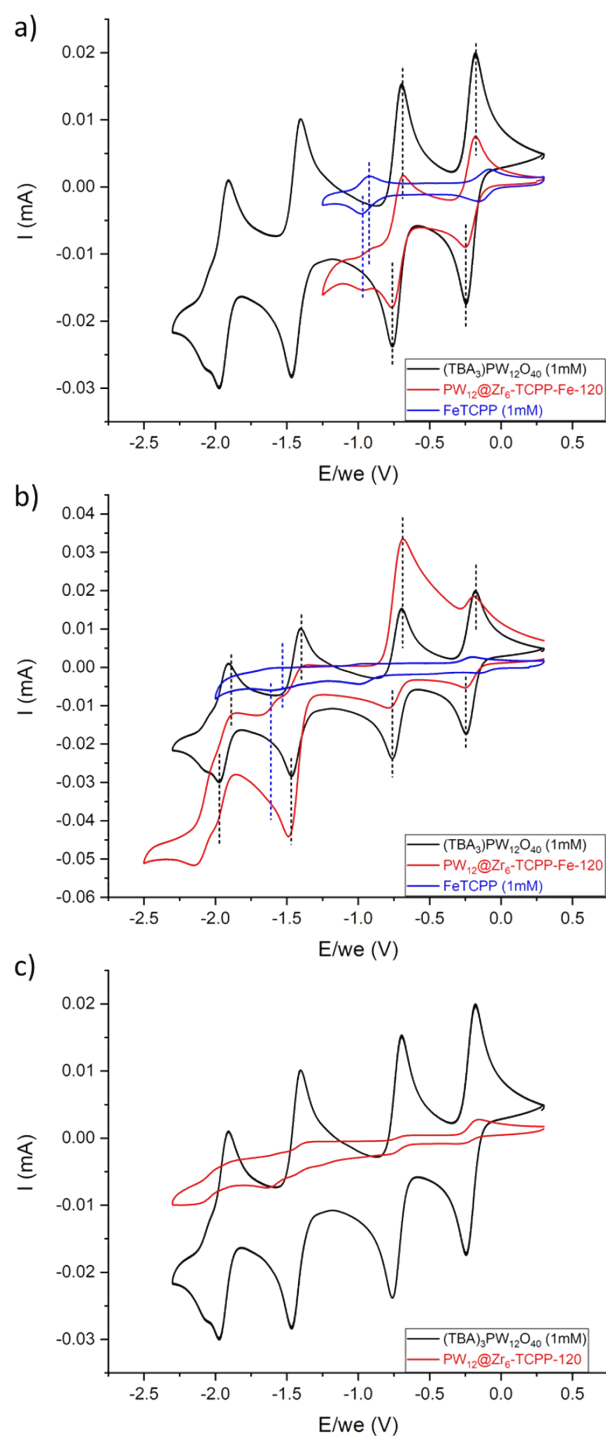 a)
0.02
0.01
0.00
-0.01
-0.02
-0.03
I (mA)
(TBA₃)PW₁₂O₄₀ (1mM)
PW₁₂@Zr₆-TCPP-Fe-120
FeTCPP (1mM)
-2.5 -2.0 -1.5 -1.0 -0.5 0.0 0.5
E/we (V)
b)
0.04
0.03
0.02
0.01
0.00
-0.01
-0.02
-0.03
-0.04
-0.05
-0.06
I (mA)
(TBA₃)PW₁₂O₄₀ (1mM)
PW₁₂@Zr₆-TCPP-Fe-120
FeTCPP (1mM)
-2.5 -2.0 -1.5 -1.0 -0.5 0.0 0.5
E/we (V)
c)
0.02
0.01
0.00
-0.01
-0.02
-0.03
I (mA)
(TBA)₃PW₁₂O₄₀ (1mM)
PW₁₂@Zr₆-TCPP-120
-2.5 -2.0 -1.5 -1.0 -0.5 0.0 0.5
E/we (V)